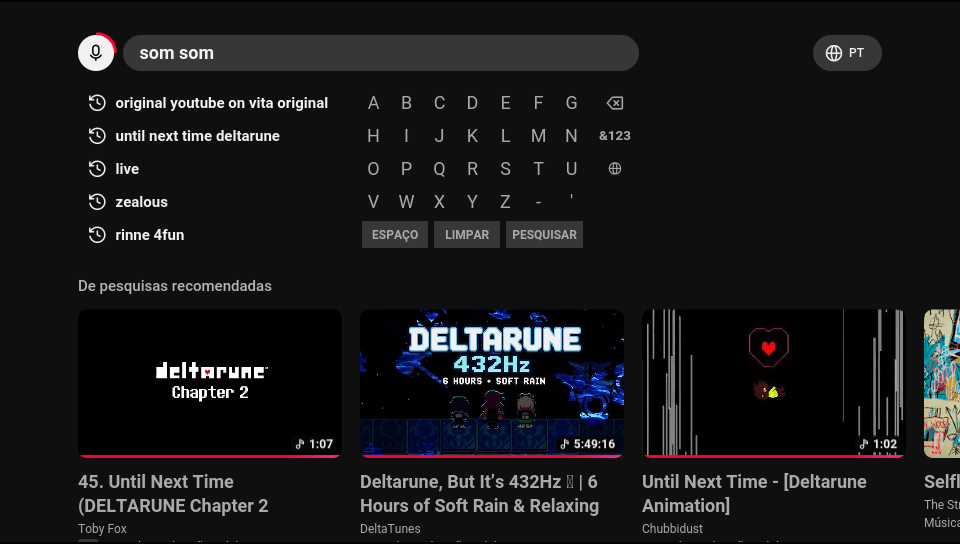 som som
PT
original youtube on vita original
until next time deltarune
live
zealous
rinne 4fun
A B C D E F G
H I J K L M N &123
O P Q R S T U
V W X Y Z - '
ESPAÇO LIMPAR PESQUISAR
De pesquisas recomendadas
deltarune
Chapter 2
1:07
DELTARUNE
432Hz
6 HOURS • SOFT RAIN
5:49:16
1:02
45. Until Next Time
(DELTARUNE Chapter 2
Toby Fox
Deltarune, But It’s 432Hz | 6
Hours of Soft Rain & Relaxing
DeltaTunes
Until Next Time - [Deltarune
Animation]
Chubbidust
Selfl
The Str
Música